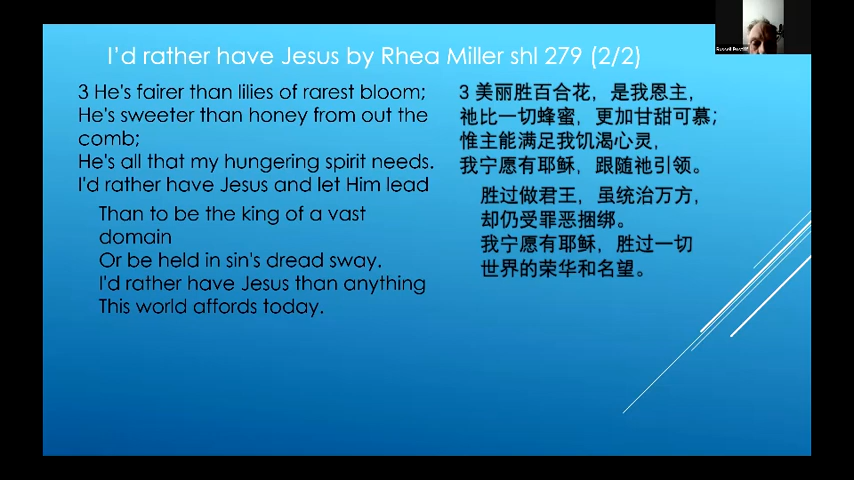 I'd rather have Jesus by Rhea Miller shl 279 (2/2)
3 He's fairer than lilies of rarest bloom;
He's sweeter than honey from out the
comb;
He's all that my hungering spirit needs.
I'd rather have Jesus and let Him lead
Than to be the king of a vast
domain
Or be held in sin's dread sway.
I'd rather have Jesus than anything
This world affords today.
3 美丽胜百合花，是我恩主，
祂比一切蜂蜜，更加甘甜可慕；
惟主能满足我饥渴心灵，
我宁愿有耶稣，跟随祂引领。
胜过做君王，虽统治万方，
却仍受罪恶捆绑。
我宁愿有耶稣，胜过一切
世界的荣华和名望。